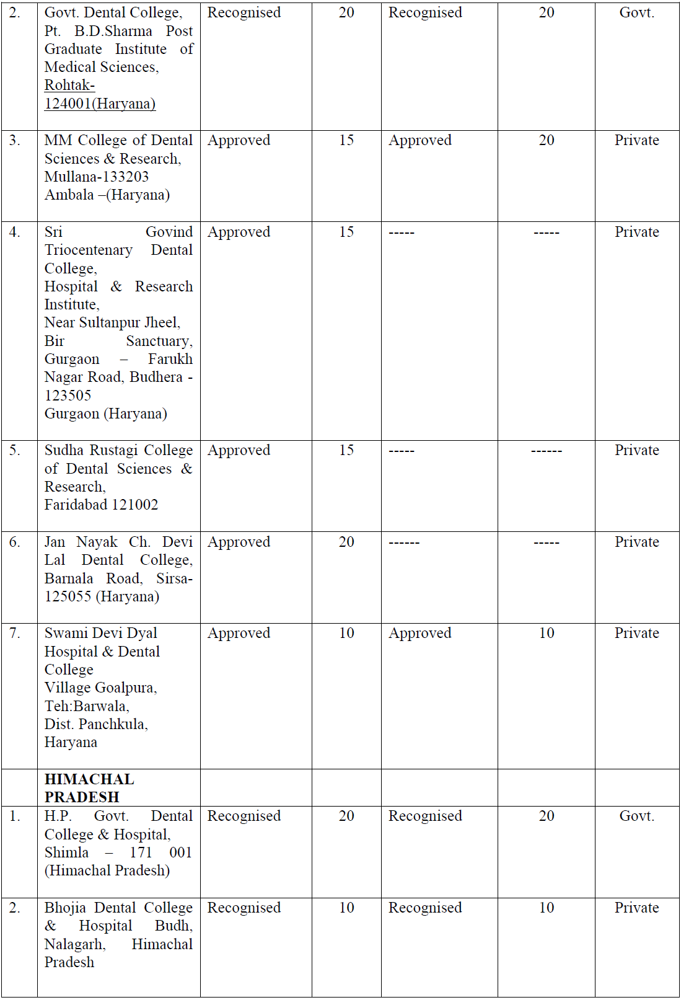 2. Govt. Dental College, Recognised 20 Recognised 20 Govt.
Pt. B.D.Sharma Post
Graduate Institute of
Medical Sciences,
Rohtak-
124001(Haryana)
3. MM College of Dental Approved 15 Approved 20 Private
Sciences & Research,
Mullana-133203
Ambala –(Haryana)
4. Sri Govind Approved 15 ----- ----- Private
Triocentenary Dental
College,
Hospital & Research
Institute,
Near Sultanpur Jheel,
Bir Sanctuary,
Gurgaon – Farukh
Nagar Road, Budhera -
123505
Gurgaon (Haryana)
5. Sudha Rustagi College Approved 15 ----- ------ Private
of Dental Sciences &
Research,
Faridabad 121002
6. Jan Nayak Ch. Devi Approved 20 ------ ----- Private
Lal Dental College,
Barnala Road, Sirsa-
125055 (Haryana)
7. Swami Devi Dyal Approved 10 Approved 10 Private
Hospital & Dental
College
Village Goalpura,
Teh:Barwala,
Dist. Panchkula,
Haryana
HIMACHAL
PRADESH
1. H.P. Govt. Dental Recognised 20 Recognised 20 Govt.
College & Hospital,
Shimla – 171 001
(Himachal Pradesh)
2. Bhojia Dental College Recognised 10 Recognised 10 Private
& Hospital Budh,
Nalagarh, Himachal
Pradesh